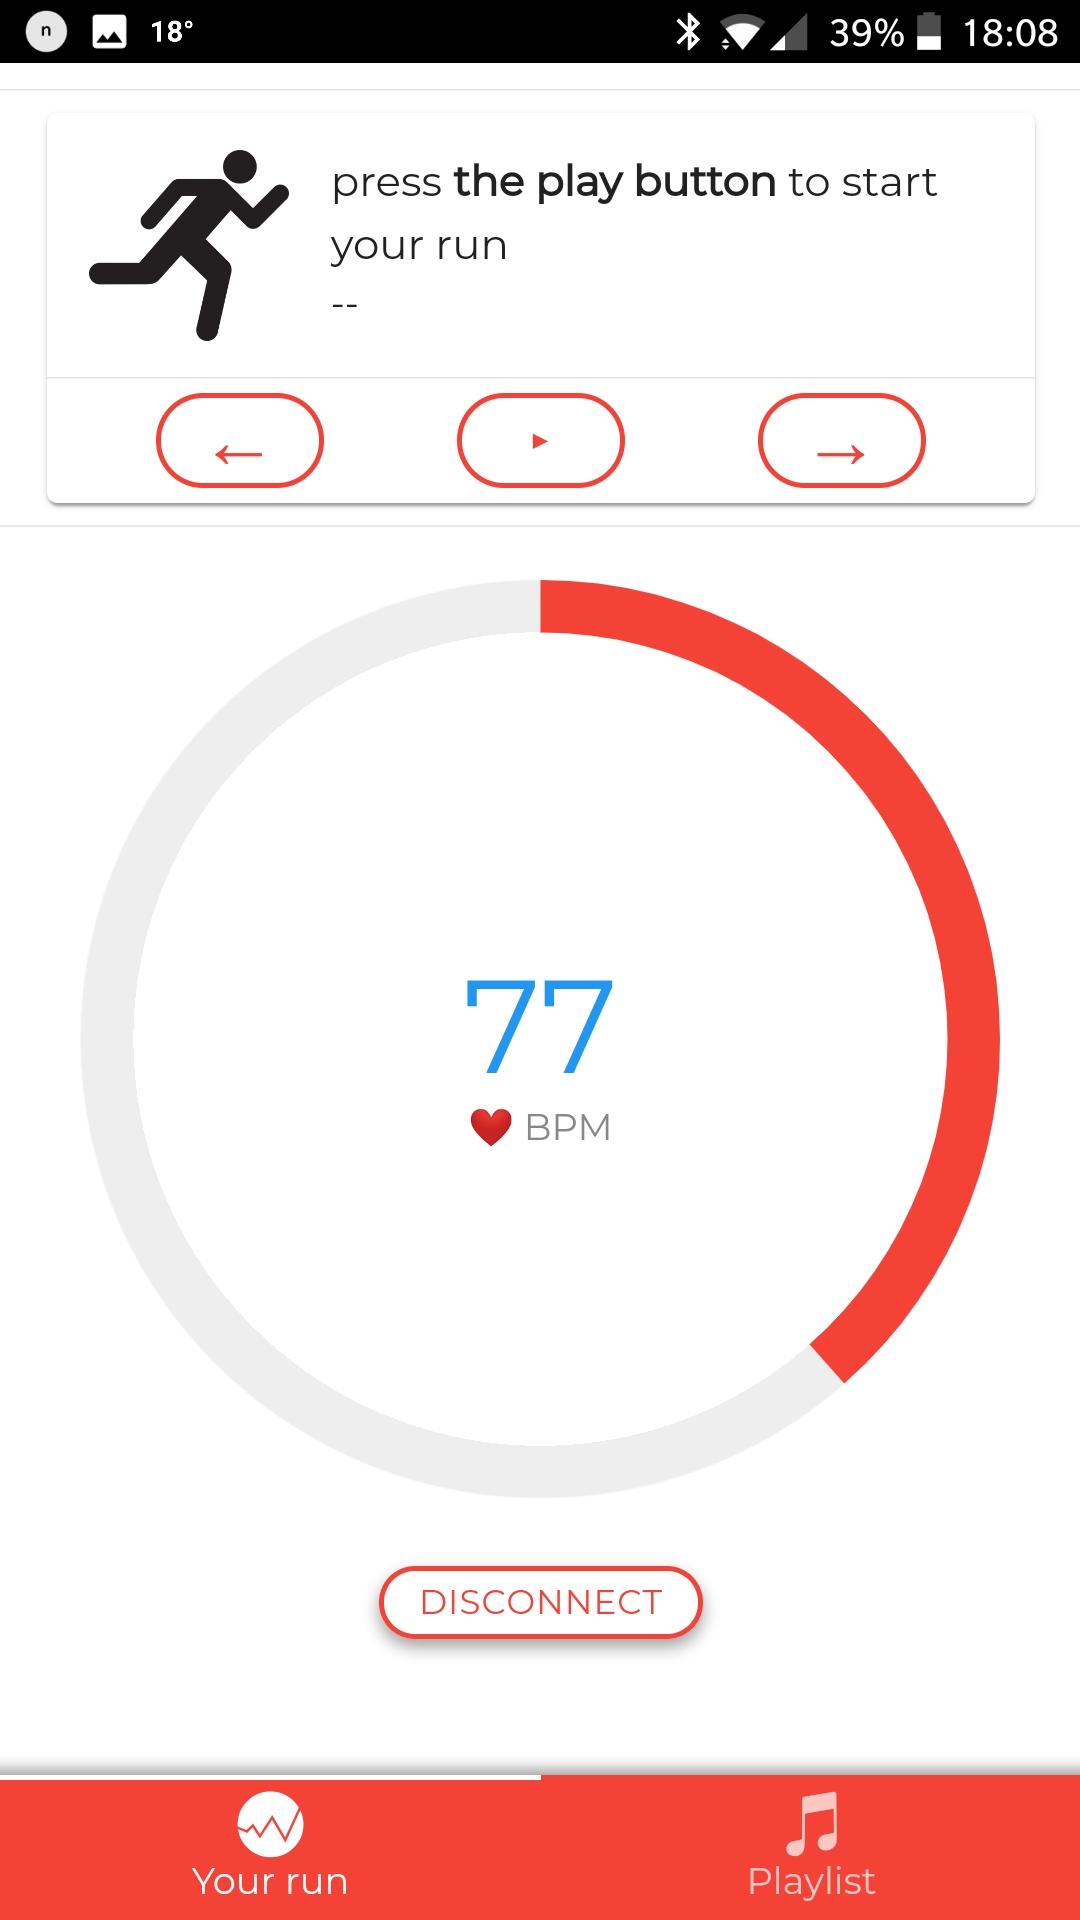 n 18° 39% 18:08
press the play button to start
your run
--
← ▶ →
77
❤ BPM
DISCONNECT
Your run Playlist